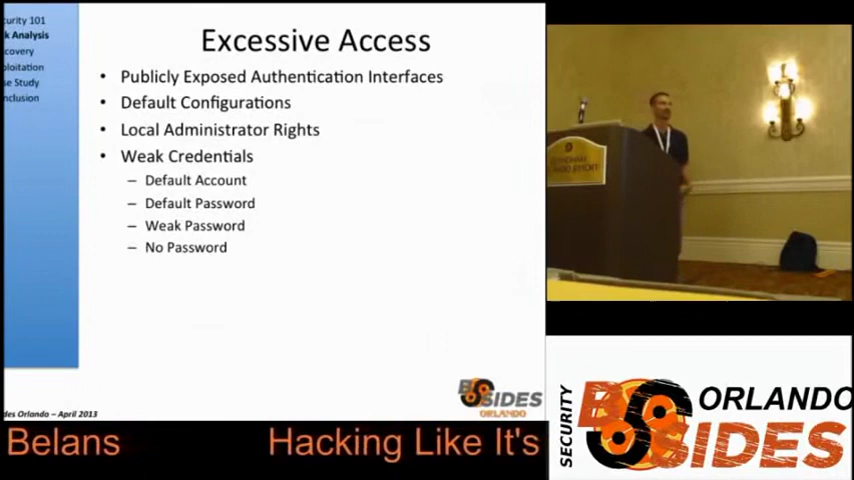 curity 101
k Analysis
covery
ploitation
se Study
nclusion
Excessive Access
• Publicly Exposed Authentication Interfaces
• Default Configurations
• Local Administrator Rights
• Weak Credentials
– Default Account
– Default Password
– Weak Password
– No Password
des Orlando – April 2013
BSIDES
ORLANDO
Belans
Hacking Like It's
SECURITY
BSIDES
ORLANDO